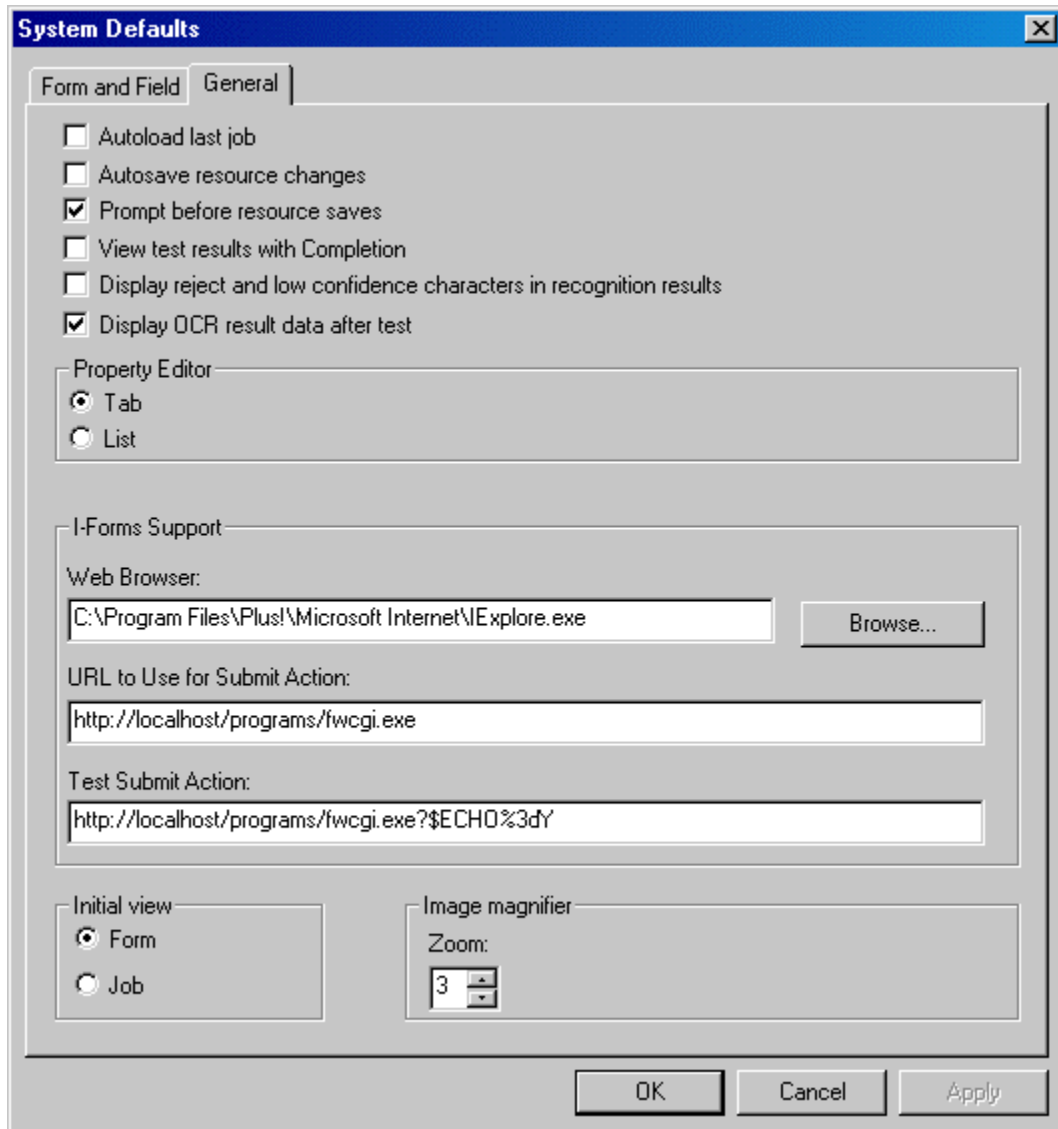 System Defaults
Form and Field General
Autoload last job
Autosave resource changes
Prompt before resource saves
View test results with Completion
Display reject and low confidence characters in recognition results
Display OCR result data after test
Property Editor
Tab
List
I-Forms Support
Web Browser:
C:\Program Files\Plus!\Microsoft Internet\IExplore.exe Browse...
URL to Use for Submit Action:
http://localhost/programs/fwcgi.exe
Test Submit Action:
http://localhost/programs/fwcgi.exe?$ECHO%3dY
Initial view Image magnifier
Form Zoom:
Job 3
OK Cancel Apply